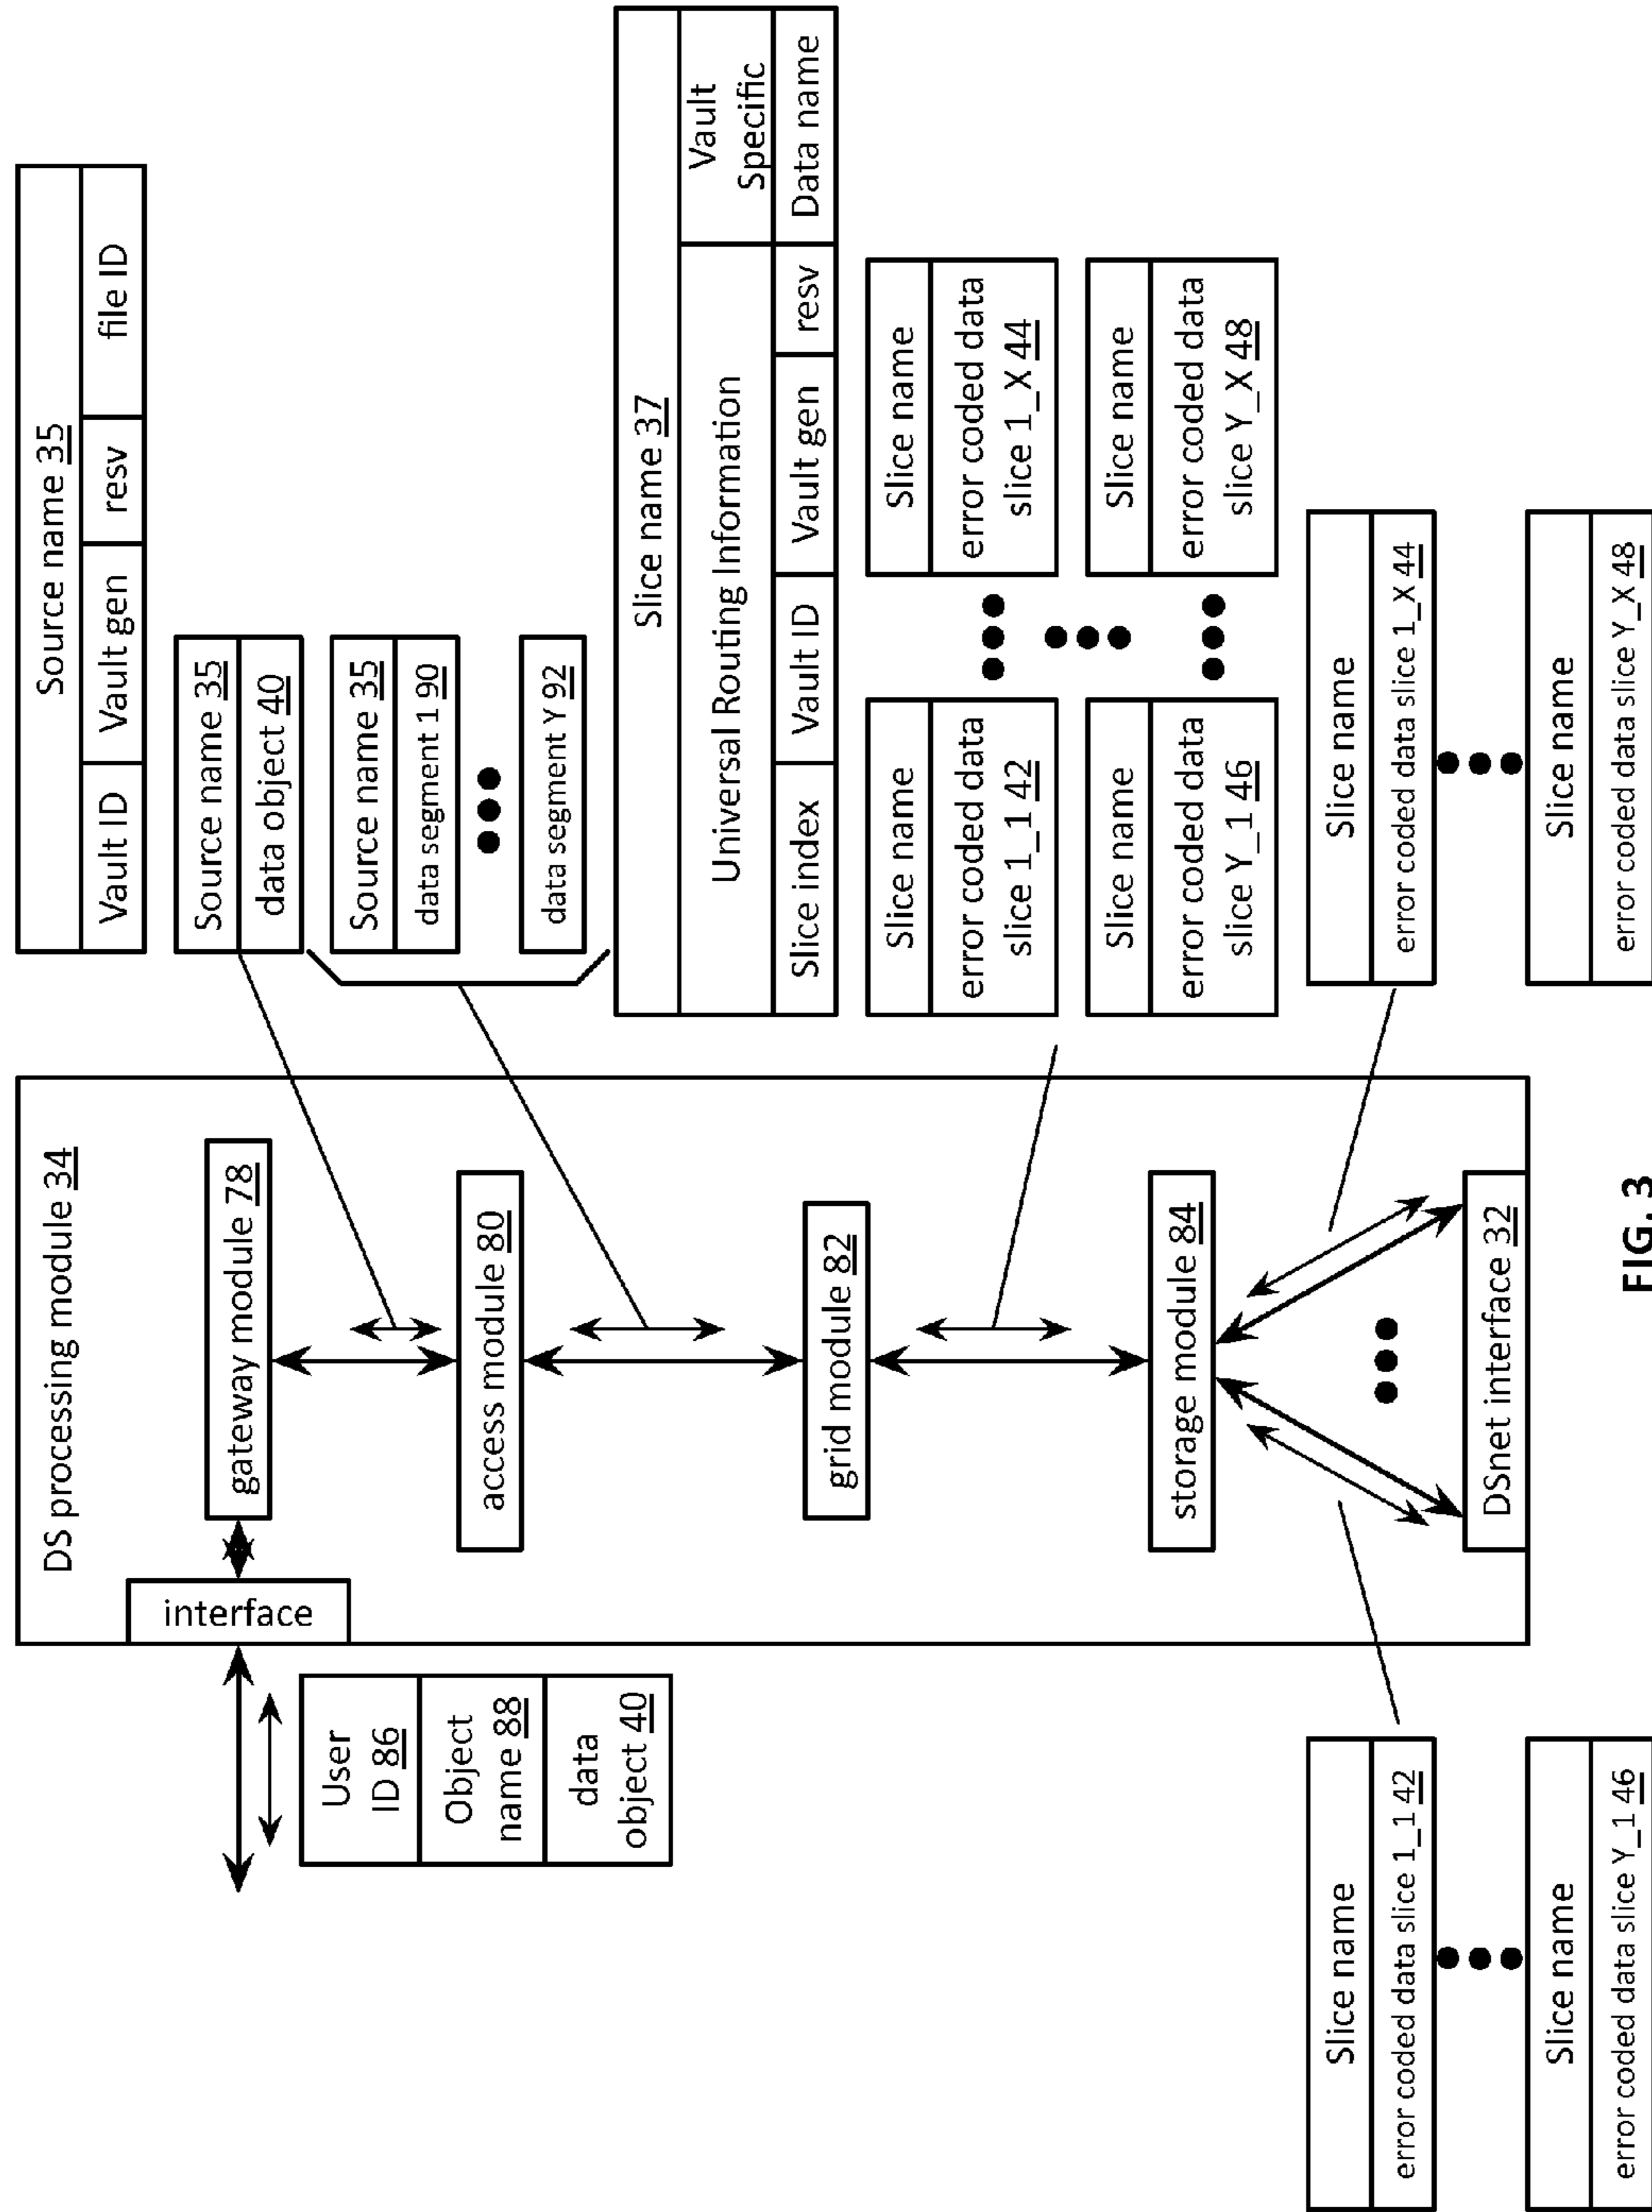 DS processing module 34
interface
gateway module 78
access module 80
grid module 82
storage module 84
DSnet interface 32
User
ID 86
Object
name 88
data
object 40
Source name 35
Vault ID
Vault gen
resv
file ID
Source name 35
data object 40
Source name 35
data segment 1 90
data segment Y 92
Slice name 37
Universal Routing Information
Vault
Specific
Slice index
Vault ID
Vault gen
resv
Data name
Slice name
error coded data
slice 1_1 42
Slice name
error coded data
slice 1_X 44
Slice name
error coded data
slice Y_1 46
Slice name
error coded data
slice Y_X 48
Slice name
error coded data slice 1_1 42
Slice name
error coded data slice Y_1 46
Slice name
error coded data slice 1_X 44
Slice name
error coded data slice Y_X 48
FIG. 3